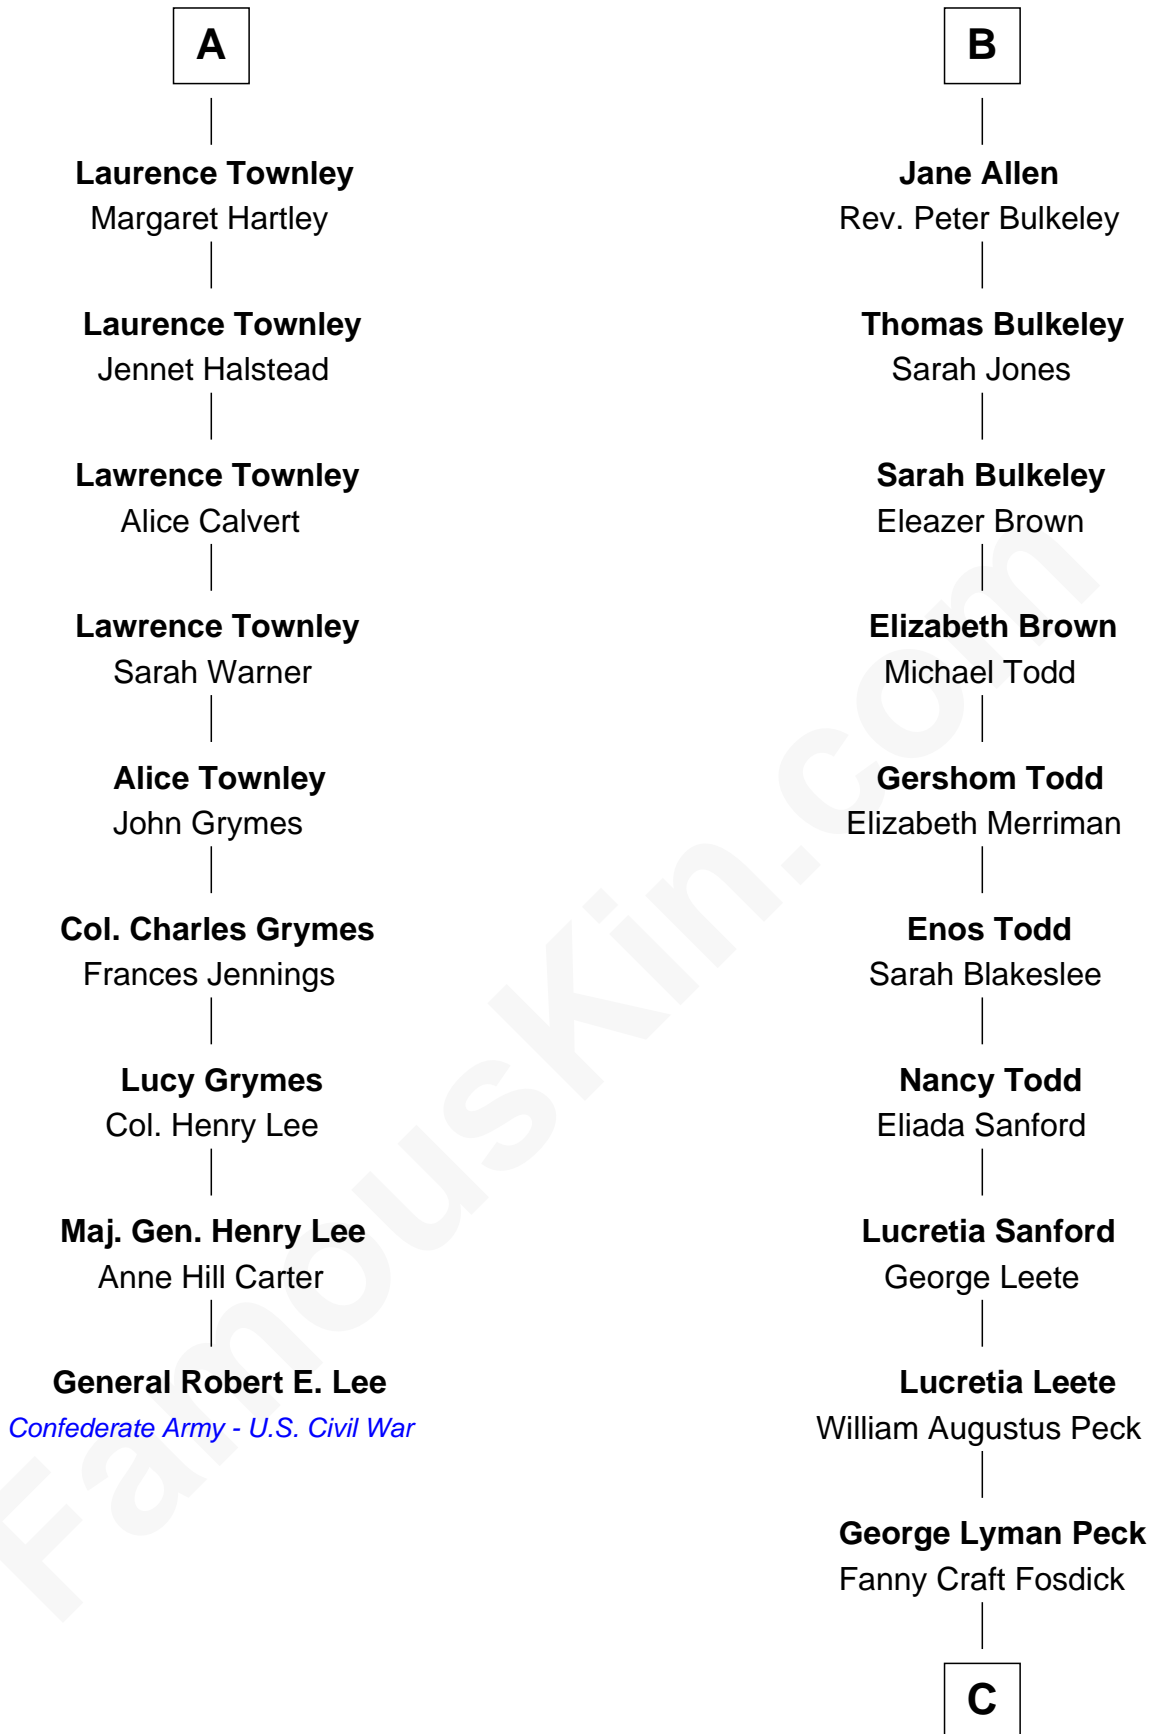 A
Laurence Townley
Margaret Hartley
Laurence Townley
Jennet Halstead
Lawrence Townley
Alice Calvert
Lawrence Townley
Sarah Warner
Alice Townley
John Grymes
Col. Charles Grymes
Frances Jennings
Lucy Grymes
Col. Henry Lee
Maj. Gen. Henry Lee
Anne Hill Carter
General Robert E. Lee
Confederate Army - U.S. Civil War
B
Jane Allen
Rev. Peter Bulkeley
Thomas Bulkeley
Sarah Jones
Sarah Bulkeley
Eleazer Brown
Elizabeth Brown
Michael Todd
Gershom Todd
Elizabeth Merriman
Enos Todd
Sarah Blakeslee
Nancy Todd
Eliada Sanford
Lucretia Sanford
George Leete
Lucretia Leete
William Augustus Peck
George Lyman Peck
Fanny Craft Fosdick
C
FamousKin.com